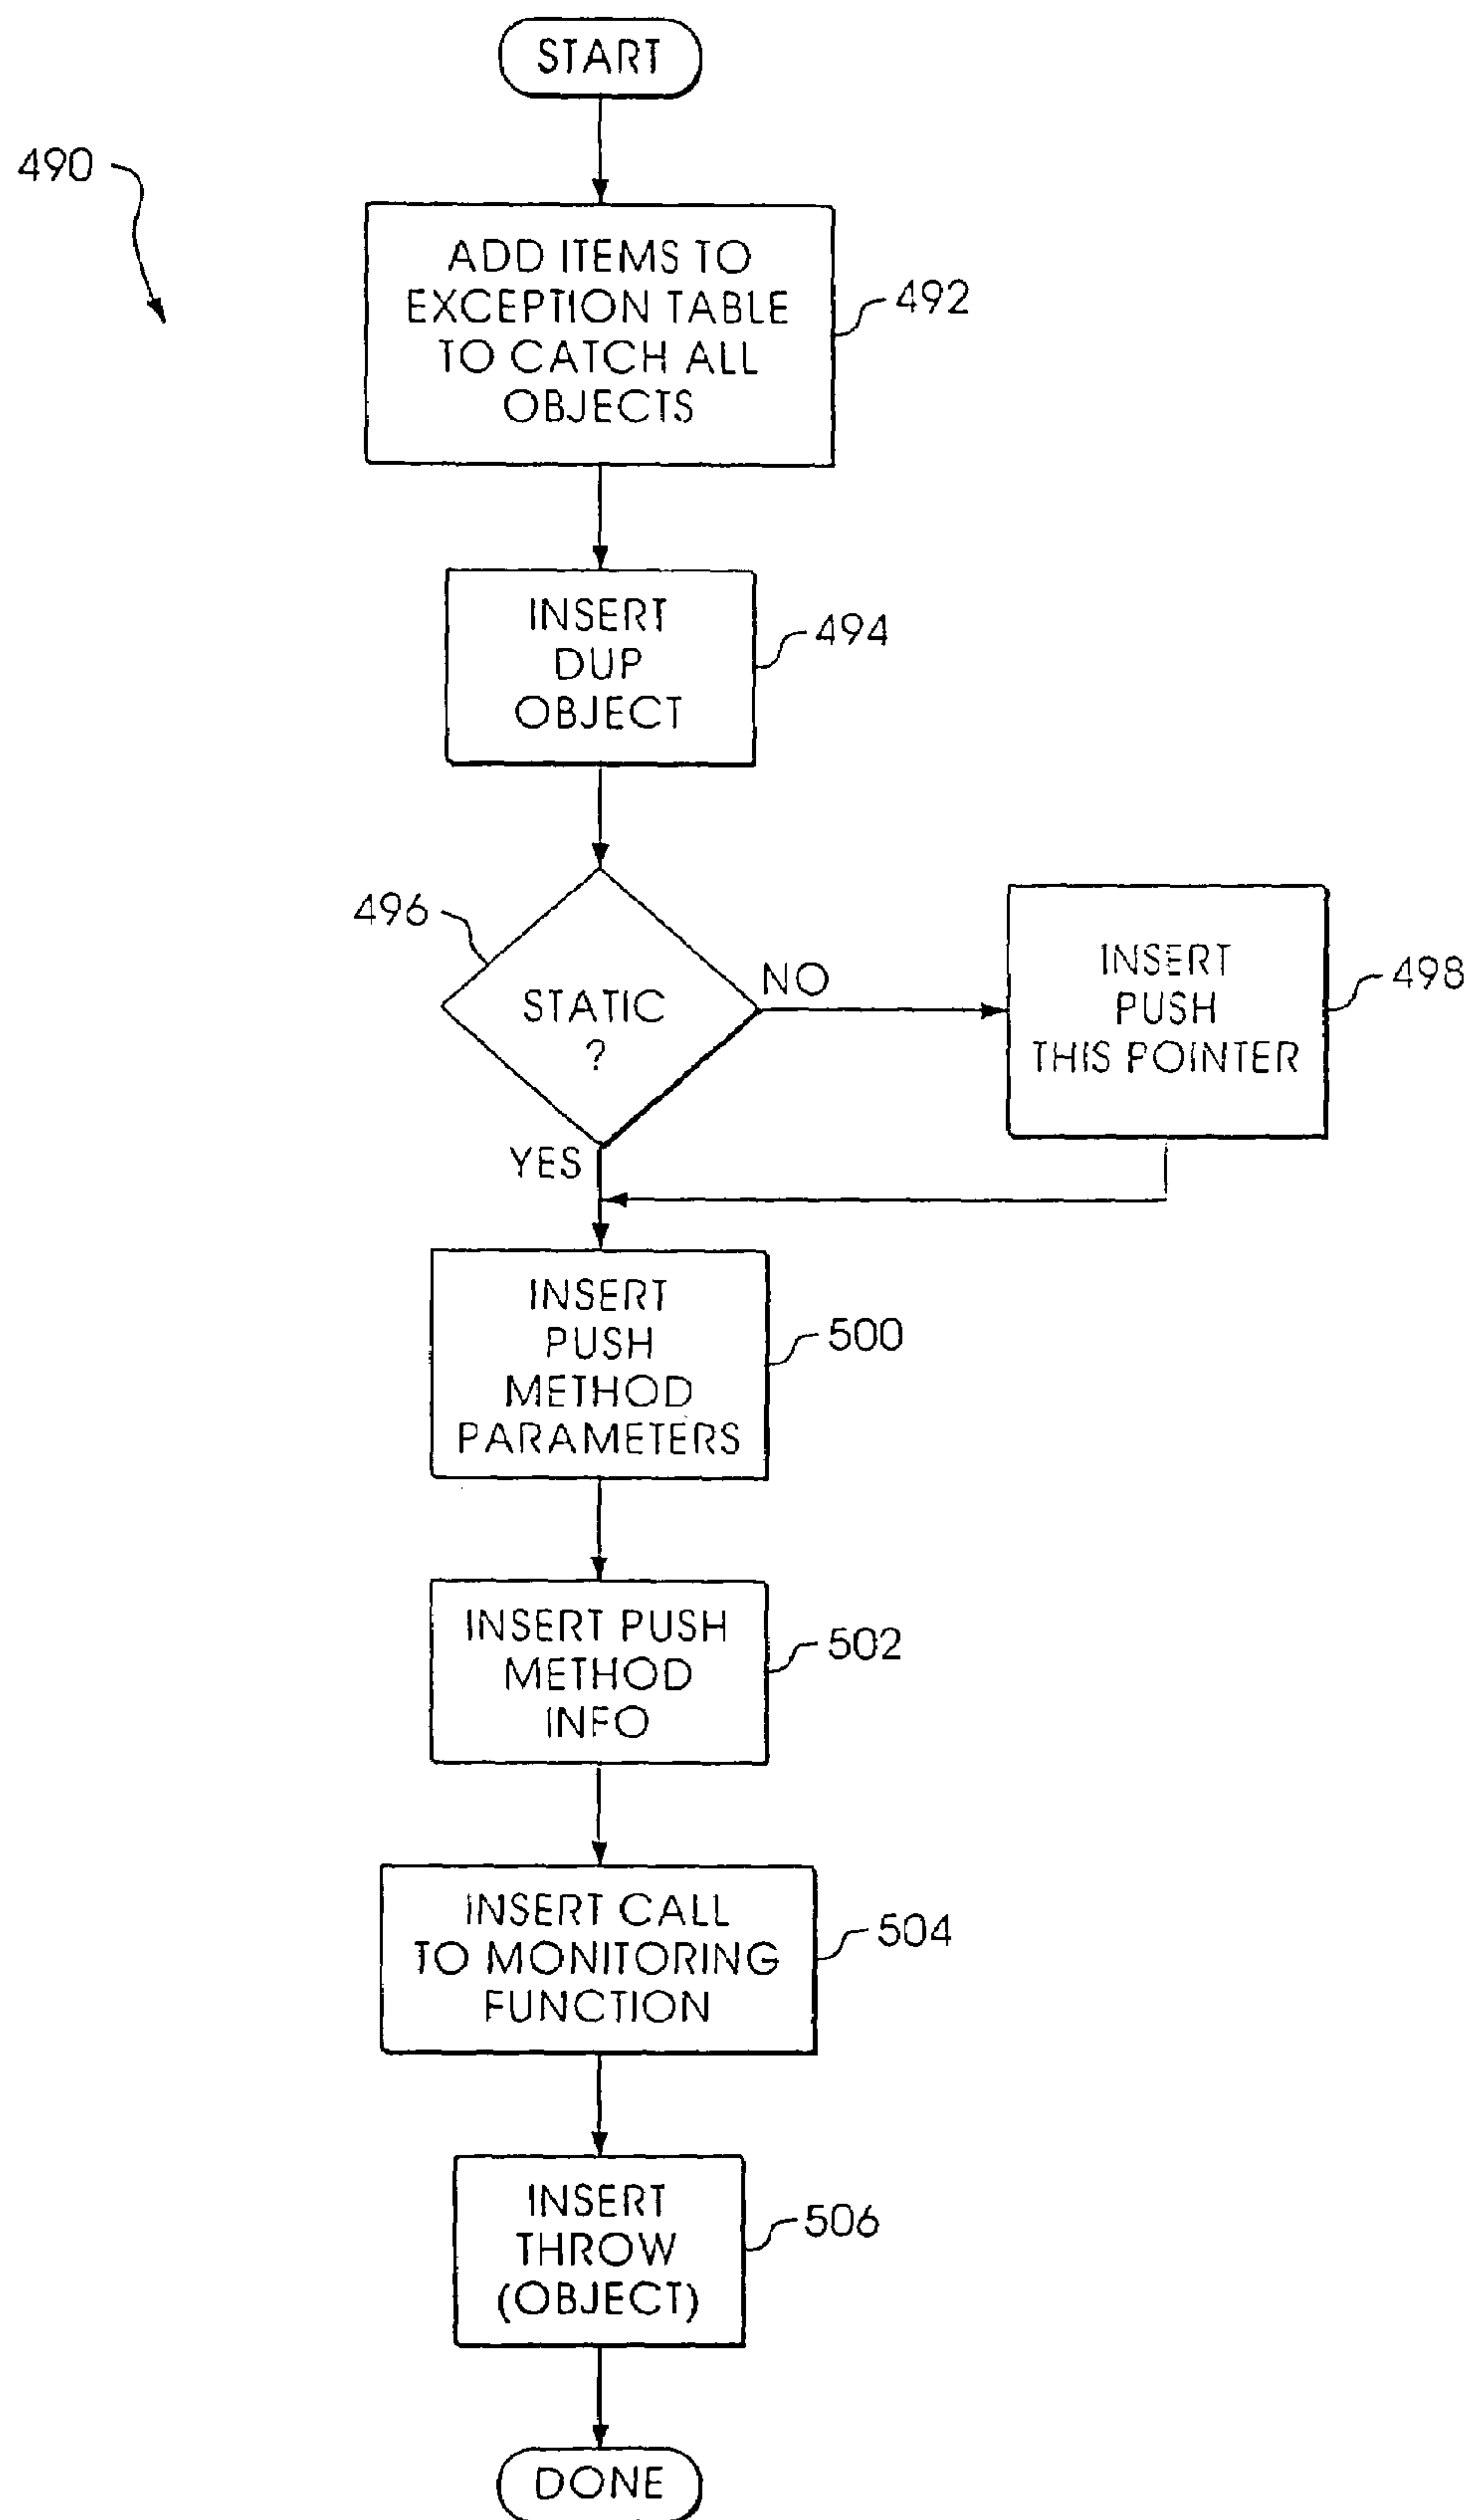 START
490
ADD ITEMS TO
EXCEPTION TABLE
TO CATCH ALL
OBJECTS
492
INSERT
DUP
OBJECT
494
496
STATIC
?
NO
INSERT
PUSH
THIS POINTER
498
YES
INSERT
PUSH
METHOD
PARAMETERS
500
INSERT PUSH
METHOD
INFO
502
INSERT CALL
TO MONITORING
FUNCTION
504
INSERT
THROW
(OBJECT)
506
DONE